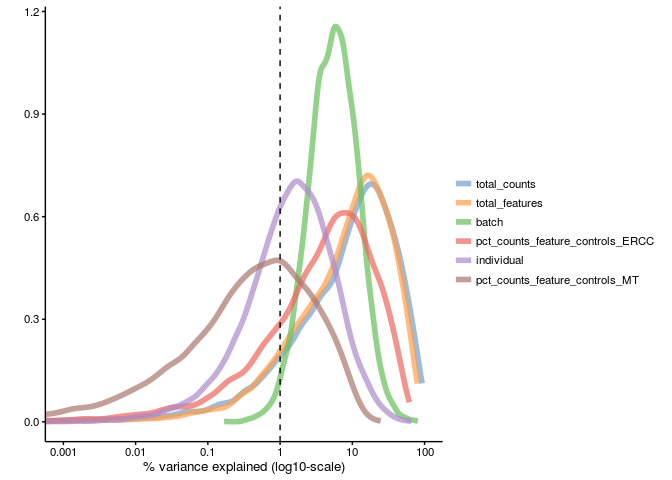 1.2
0.9
0.6
0.3
0.0
0.001
0.01
0.1
1
10
100
% variance explained (log10-scale)
total_counts
total_features
batch
pct_counts_feature_controls_ERCC
individual
pct_counts_feature_controls_MT